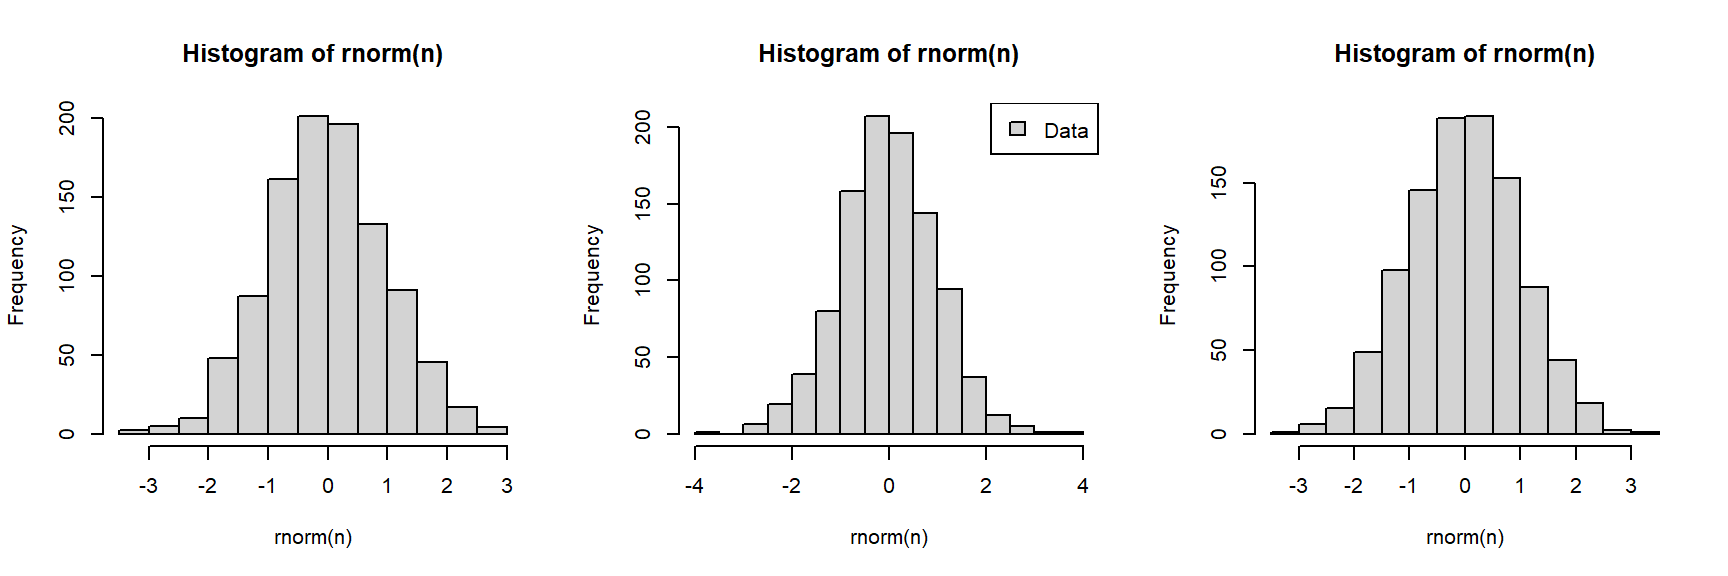 Histogram of rnorm(n)
Frequency
200
150
100
50
0
-3 -2 -1 0 1 2 3
rnorm(n)
Histogram of rnorm(n)
Data
Frequency
200
150
100
50
0
-4 -2 0 2 4
rnorm(n)
Histogram of rnorm(n)
Frequency
150
100
50
0
-3 -2 -1 0 1 2 3
rnorm(n)